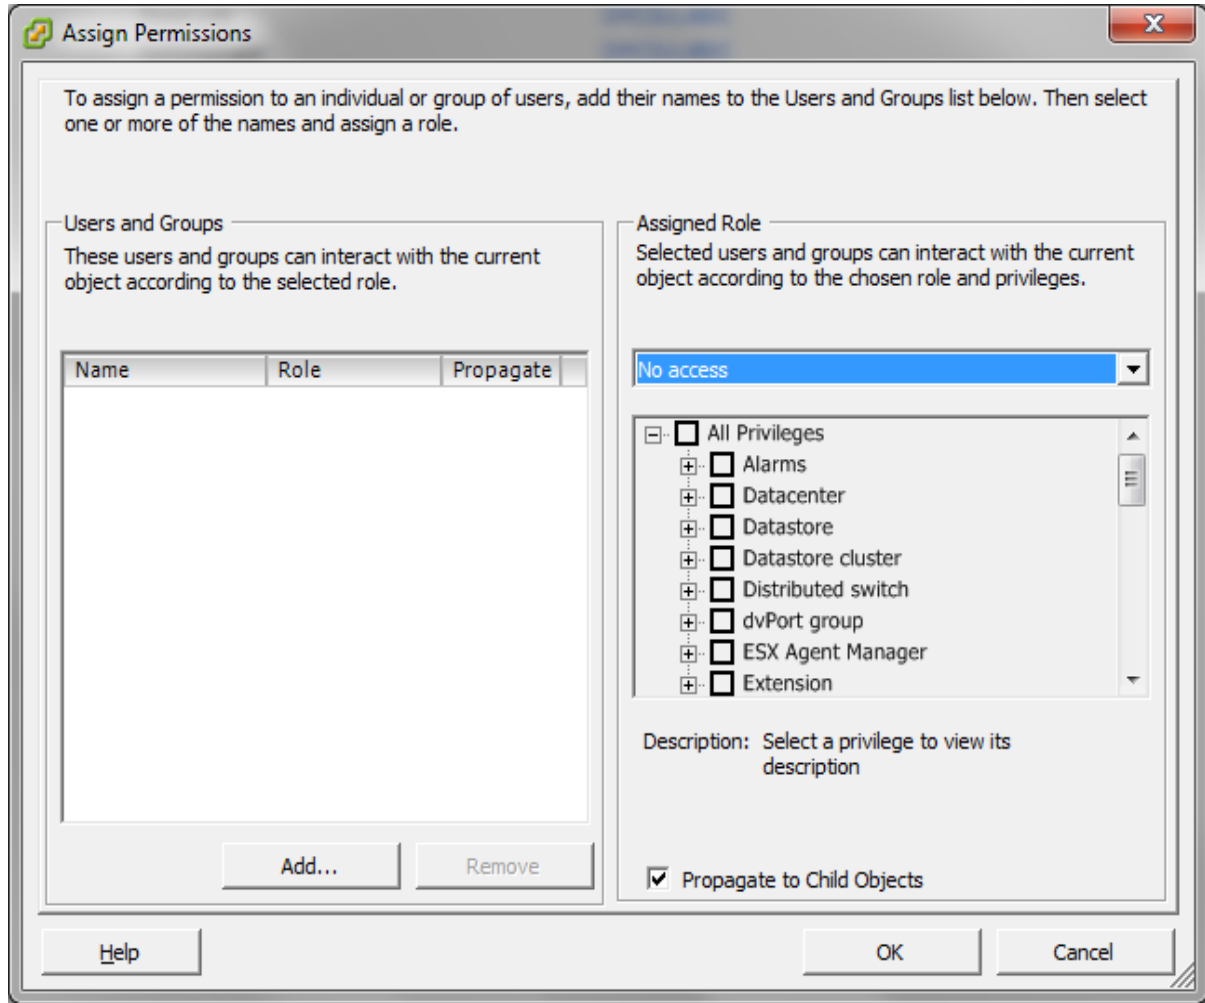 Assign Permissions
To assign a permission to an individual or group of users, add their names to the Users and Groups list below. Then select
one or more of the names and assign a role.
Users and Groups
These users and groups can interact with the current
object according to the selected role.
Name Role Propagate
Add...
Remove
Assigned Role
Selected users and groups can interact with the current
object according to the chosen role and privileges.
No access
All Privileges
Alarms
Datacenter
Datastore
Datastore cluster
Distributed switch
dvPort group
ESX Agent Manager
Extension
Description: Select a privilege to view its
description
Propagate to Child Objects
Help
OK
Cancel